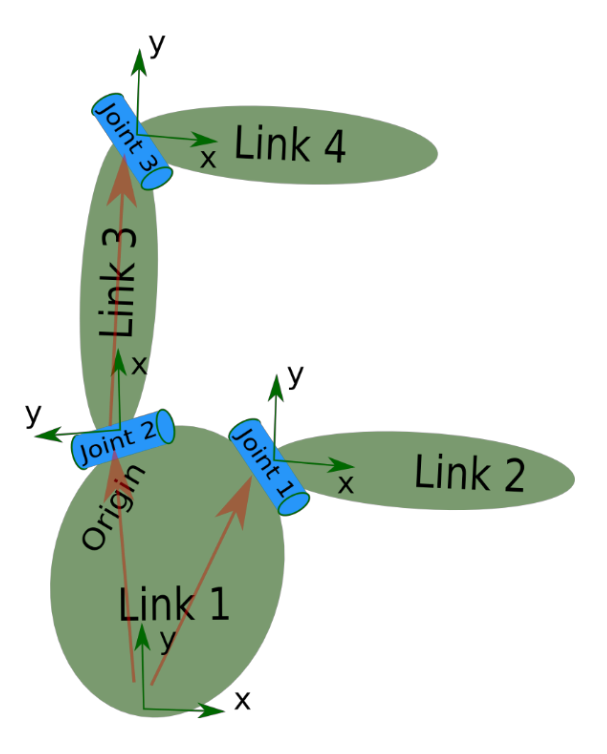 y
Joint 3
x
Link 4
Link 3
x
y
Joint 2
y
Joint 1
x
Link 2
Origin
Link 1
y
x